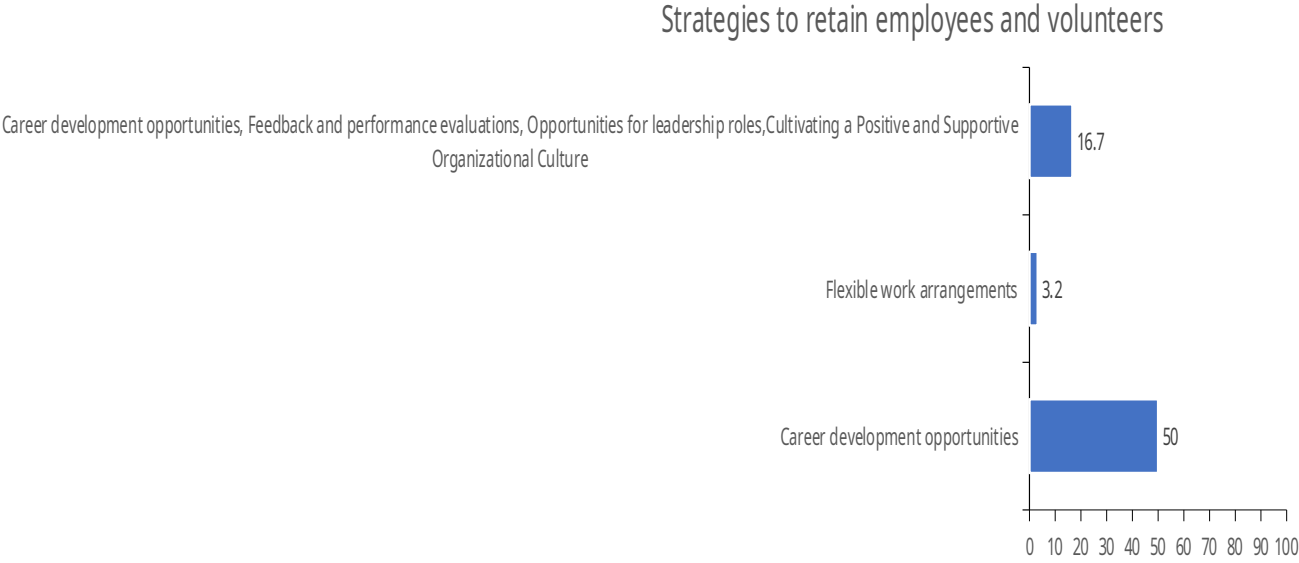 Strategies to retain employees and volunteers
Career development opportunities, Feedback and performance evaluations, Opportunities for leadership roles,Cultivating a Positive and Supportive
Organizational Culture
16.7
Flexible work arrangements
3.2
Career development opportunities
50
0 10 20 30 40 50 60 70 80 90 100